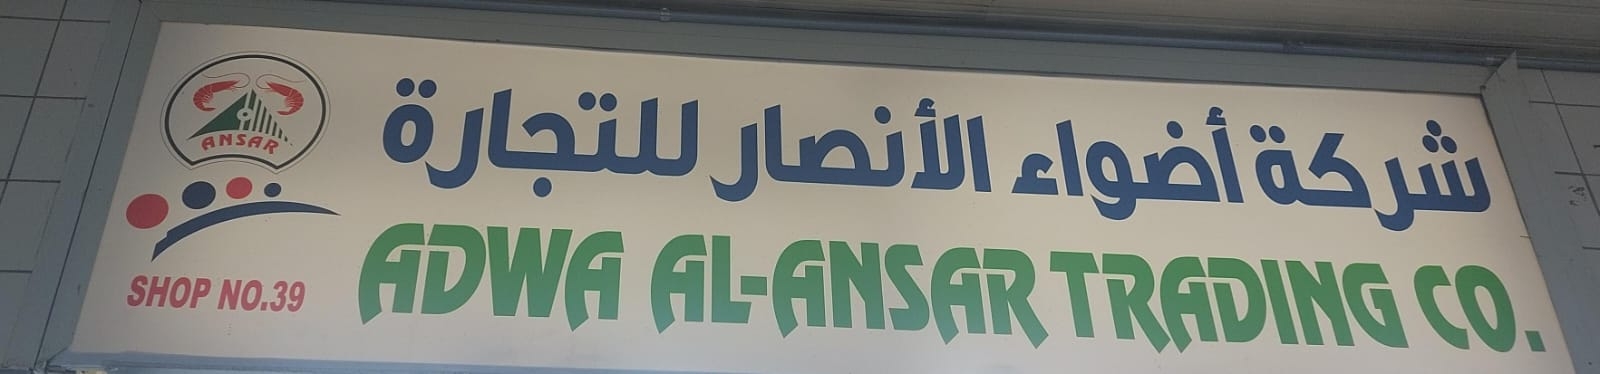 شركة أضواء الأنصار للتجارة
ANSAR
ADWA AL-ANSAR TRADING CO.
SHOP NO.39